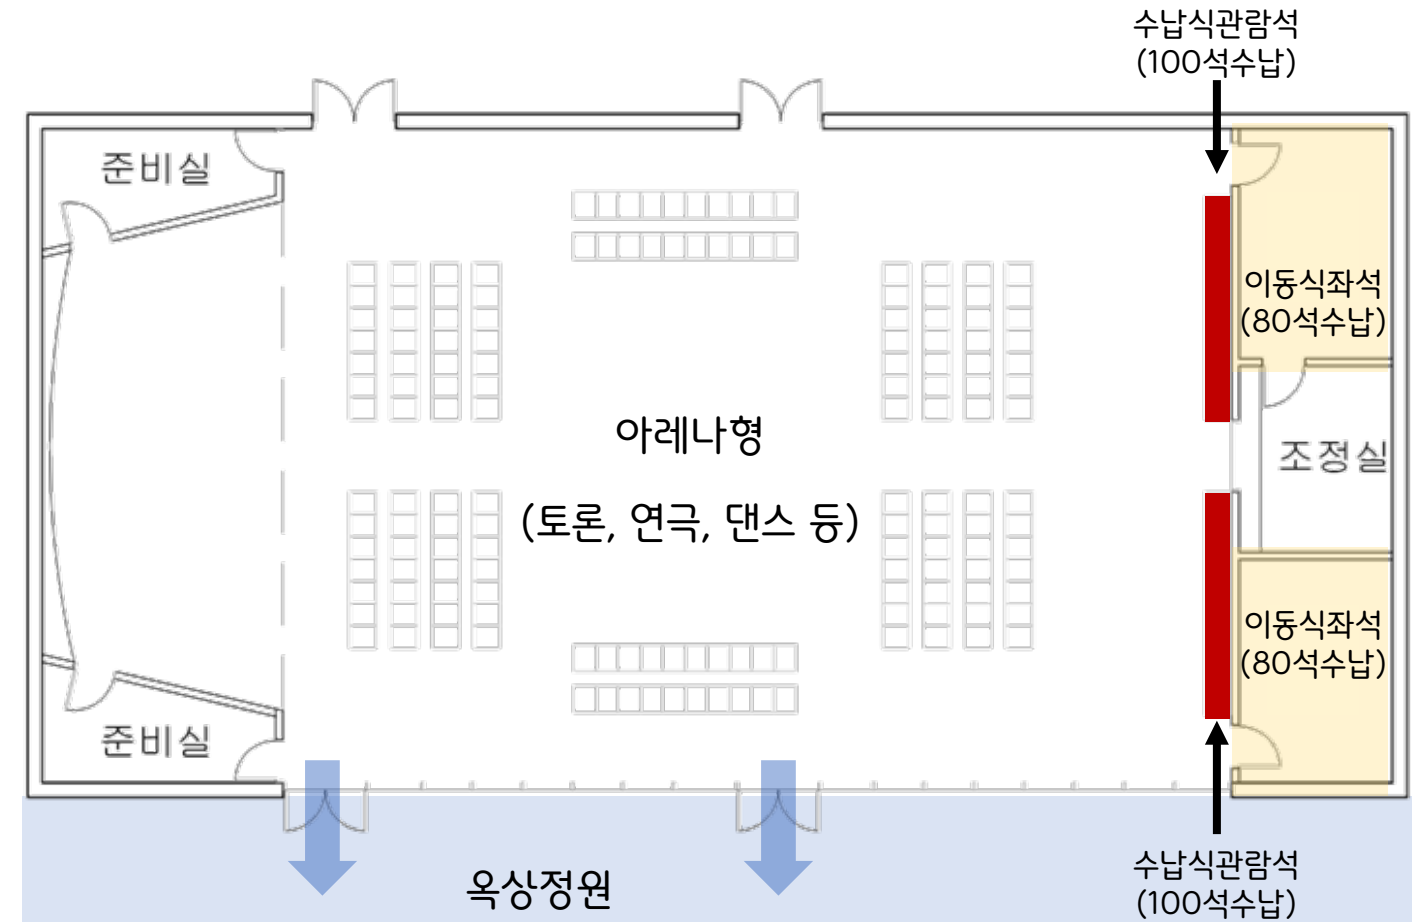 수납식관람석
(100석수납)
준비실
이동식좌석
(80석수납)
아레나형
조정실
(토론, 연극, 댄스 등)
이동식좌석
(80석수납)
준비실
수납식관람석
(100석수납)
옥상정원